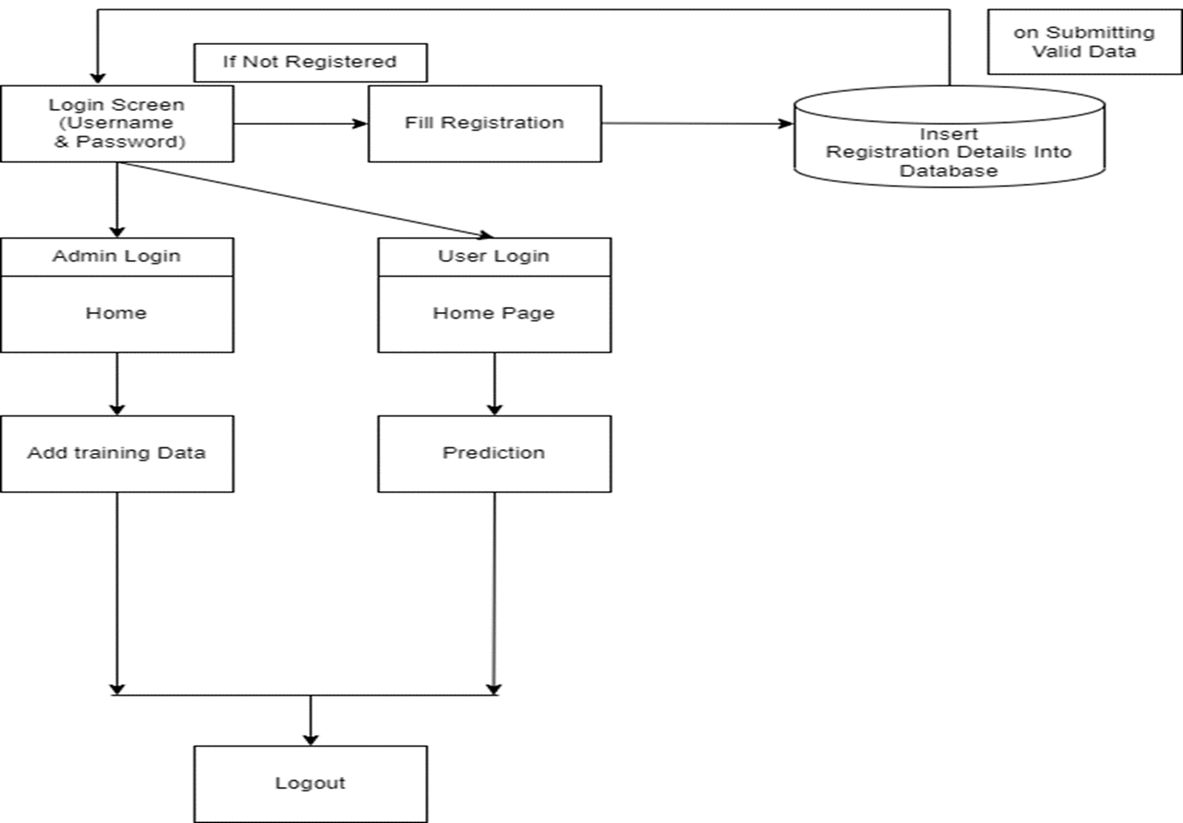 on Submitting
Valid Data
If Not Registered
Login Screen
(Username
& Password)
Fill Registration
Insert
Registration Details Into
Database
Admin Login
User Login
Home
Home Page
Add training Data
Prediction
Logout